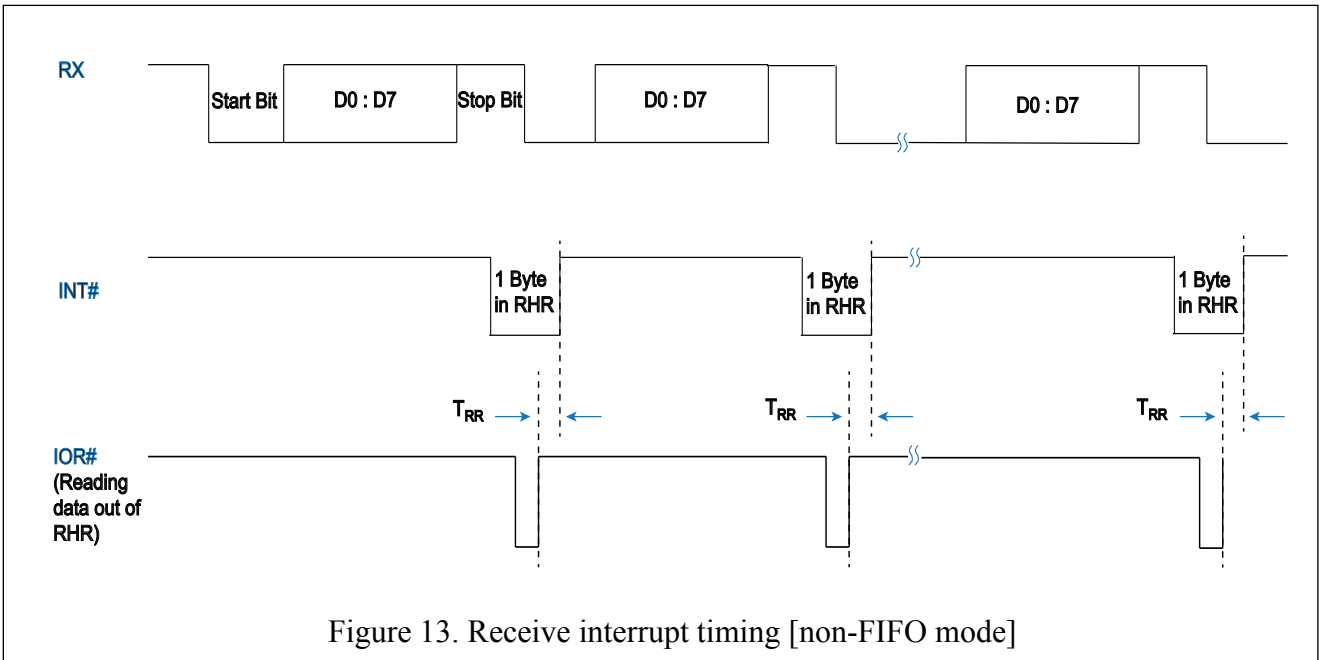 RX
Start Bit
D0 : D7
Stop Bit
D0 : D7
D0 : D7
INT#
1 Byte
in RHR
1 Byte
in RHR
1 Byte
in RHR
TRR
TRR
TRR
IOR#
(Reading
data out of
RHR)
Figure 13. Receive interrupt timing [non-FIFO mode]